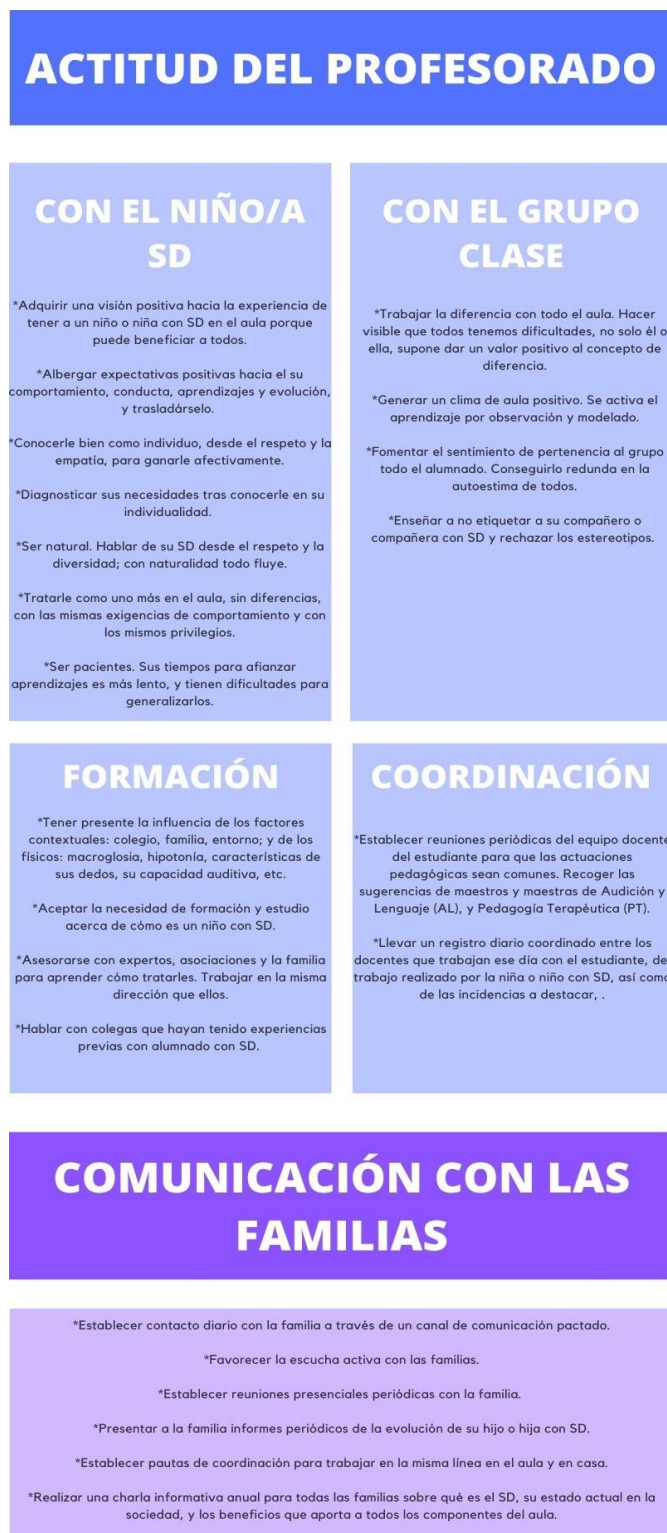 ACTITUD DEL PROFESORADO
CON EL NIÑO/A
SD
*Adquirir una visión positiva hacia la experiencia de
tener a un niño o niña con SD en el aula porque
puede beneficiar a todos.
*Albergar expectativas positivas hacia el su
comportamiento, conducta, aprendizajes y evolución,
y trasladárselo.
*Conocerle bien como individuo, desde el respeto y la
empatía, para ganarle afectivamente.
*Diagnosticar sus necesidades tras conocerle en su
individualidad.
*Ser natural. Hablar de su SD desde el respeto y la
diversidad; con naturalidad todo fluye.
*Tratarle como uno más en el aula, sin diferencias,
con las mismas exigencias de comportamiento y con
los mismos privilegios.
*Ser pacientes. Sus tiempos para afianzar
aprendizajes es más lento, y tienen dificultades para
generalizarlos.
CON EL GRUPO
CLASE
*Trabajar la diferencia con todo el aula. Hacer
visible que todos tenemos dificultades, no solo él o
ella, supone dar un valor positivo al concepto de
diferencia.
*Generar un clima de aula positivo. Se activa el
aprendizaje por observación y modelado.
*Fomentar el sentimiento de pertenencia al grupo
todo el alumnado. Conseguirlo redunda en la
autoestima de todos.
*Enseñar a no etiquetar a su compañero o
compañera con SD y rechazar los estereotipos.
FORMACIÓN
*Tener presente la influencia de los factores
contextuales: colegio, familia, entorno; y de los
físicos: macroglosia, hipotonía, características de
sus dedos, su capacidad auditiva, etc.
*Aceptar la necesidad de formación y estudio
acerca de cómo es un niño con SD.
*Asesorarse con expertos, asociaciones y la familia
para aprender cómo tratarles. Trabajar en la misma
dirección que ellos.
*Hablar con colegas que hayan tenido experiencias
previas con alumnado con SD.
COORDINACIÓN
*Establecer reuniones periódicas del equipo docente
del estudiante para que las actuaciones
pedagógicas sean comunes. Recoger las
sugerencias de maestros y maestras de Audición y
Lenguaje (AL), y Pedagogía Terapéutica (PT).
*Llevar un registro diario coordinado entre los
docentes que trabajan ese día con el estudiante, de
trabajo realizado por la niña o niño con SD, así como
de las incidencias a destacar, .
COMUNICACIÓN CON LAS
FAMILIAS
*Establecer contacto diario con la familia a través de un canal de comunicación pactado.
*Favorecer la escucha activa con las familias.
*Establecer reuniones presenciales periódicas con la familia.
*Presentar a la familia informes periódicos de la evolución de su hijo o hija con SD.
*Establecer pautas de coordinación para trabajar en la misma línea en el aula y en casa.
*Realizar una charla informativa anual para todas las familias sobre qué es el SD, su estado actual en la
sociedad, y los beneficios que aporta a todos los componentes del aula.